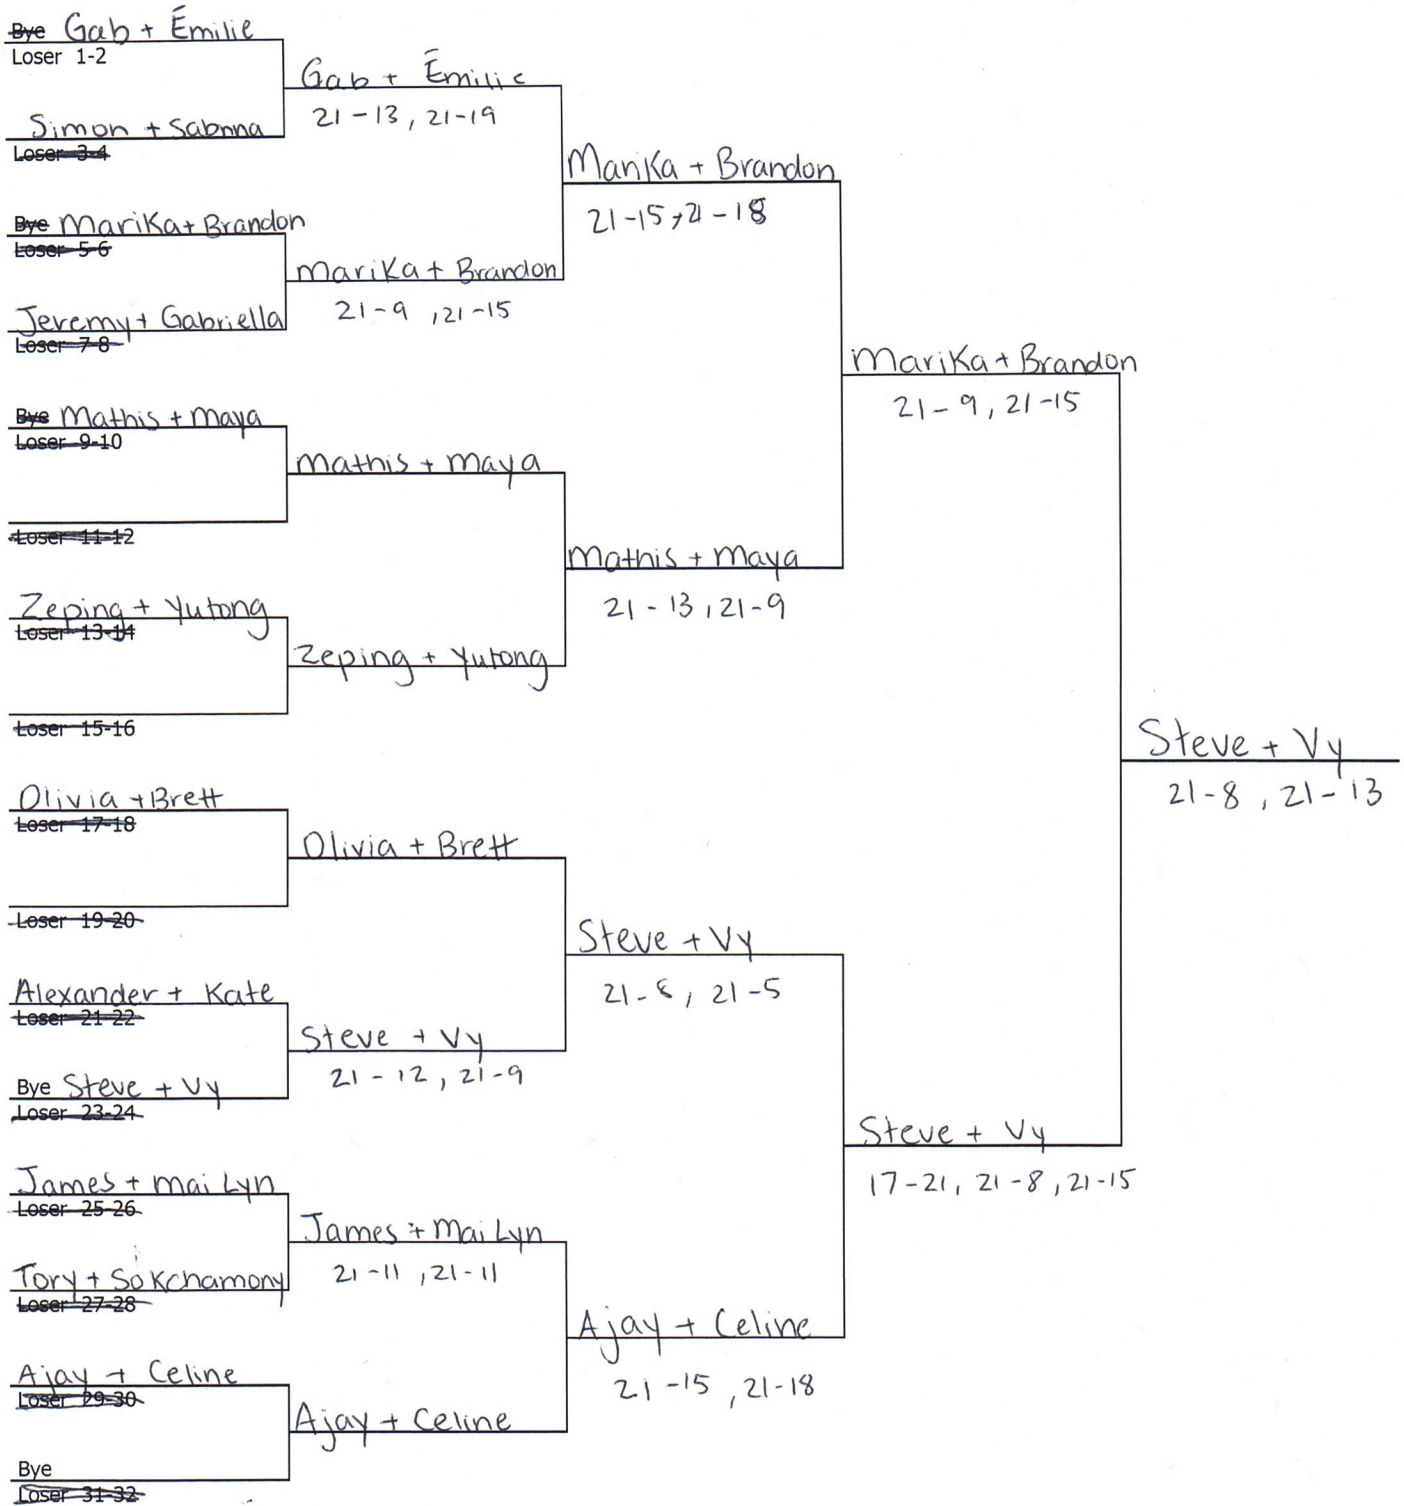 Bye Gab + Émilie
Loser 1-2
Simon + Sabrina
Loser 3-4
Bye Marika + Brandon
Loser 5-6
Jeremy + Gabriella
Loser 7-8
Bye Mathis + Maya
Loser 9-10
Loser 11-12
Zeping + Yutong
Loser 13-14
Loser 15-16
Olivia + Brett
Loser 17-18
Loser 19-20
Alexander + Kate
Loser 21-22
Bye Steve + Vy
Loser 23-24
James + Mai Lyn
Loser 25-26
Tory + Sokchamony
Loser 27-28
Ajay + Celine
Loser 29-30
Bye
Loser 31-32
Gab + Émilie
21-13, 21-19
Marika + Brandon
21-9, 21-15
Mathis + Maya
Zeping + Yutong
Olivia + Brett
Steve + Vy
21-12, 21-9
James + Mai Lyn
21-11, 21-11
Ajay + Celine
Marika + Brandon
21-15, 21-18
Mathis + Maya
21-13, 21-9
Steve + Vy
21-8, 21-5
Ajay + Celine
21-15, 21-18
Marika + Brandon
21-9, 21-15
Steve + Vy
17-21, 21-8, 21-15
Steve + Vy
21-8, 21-13